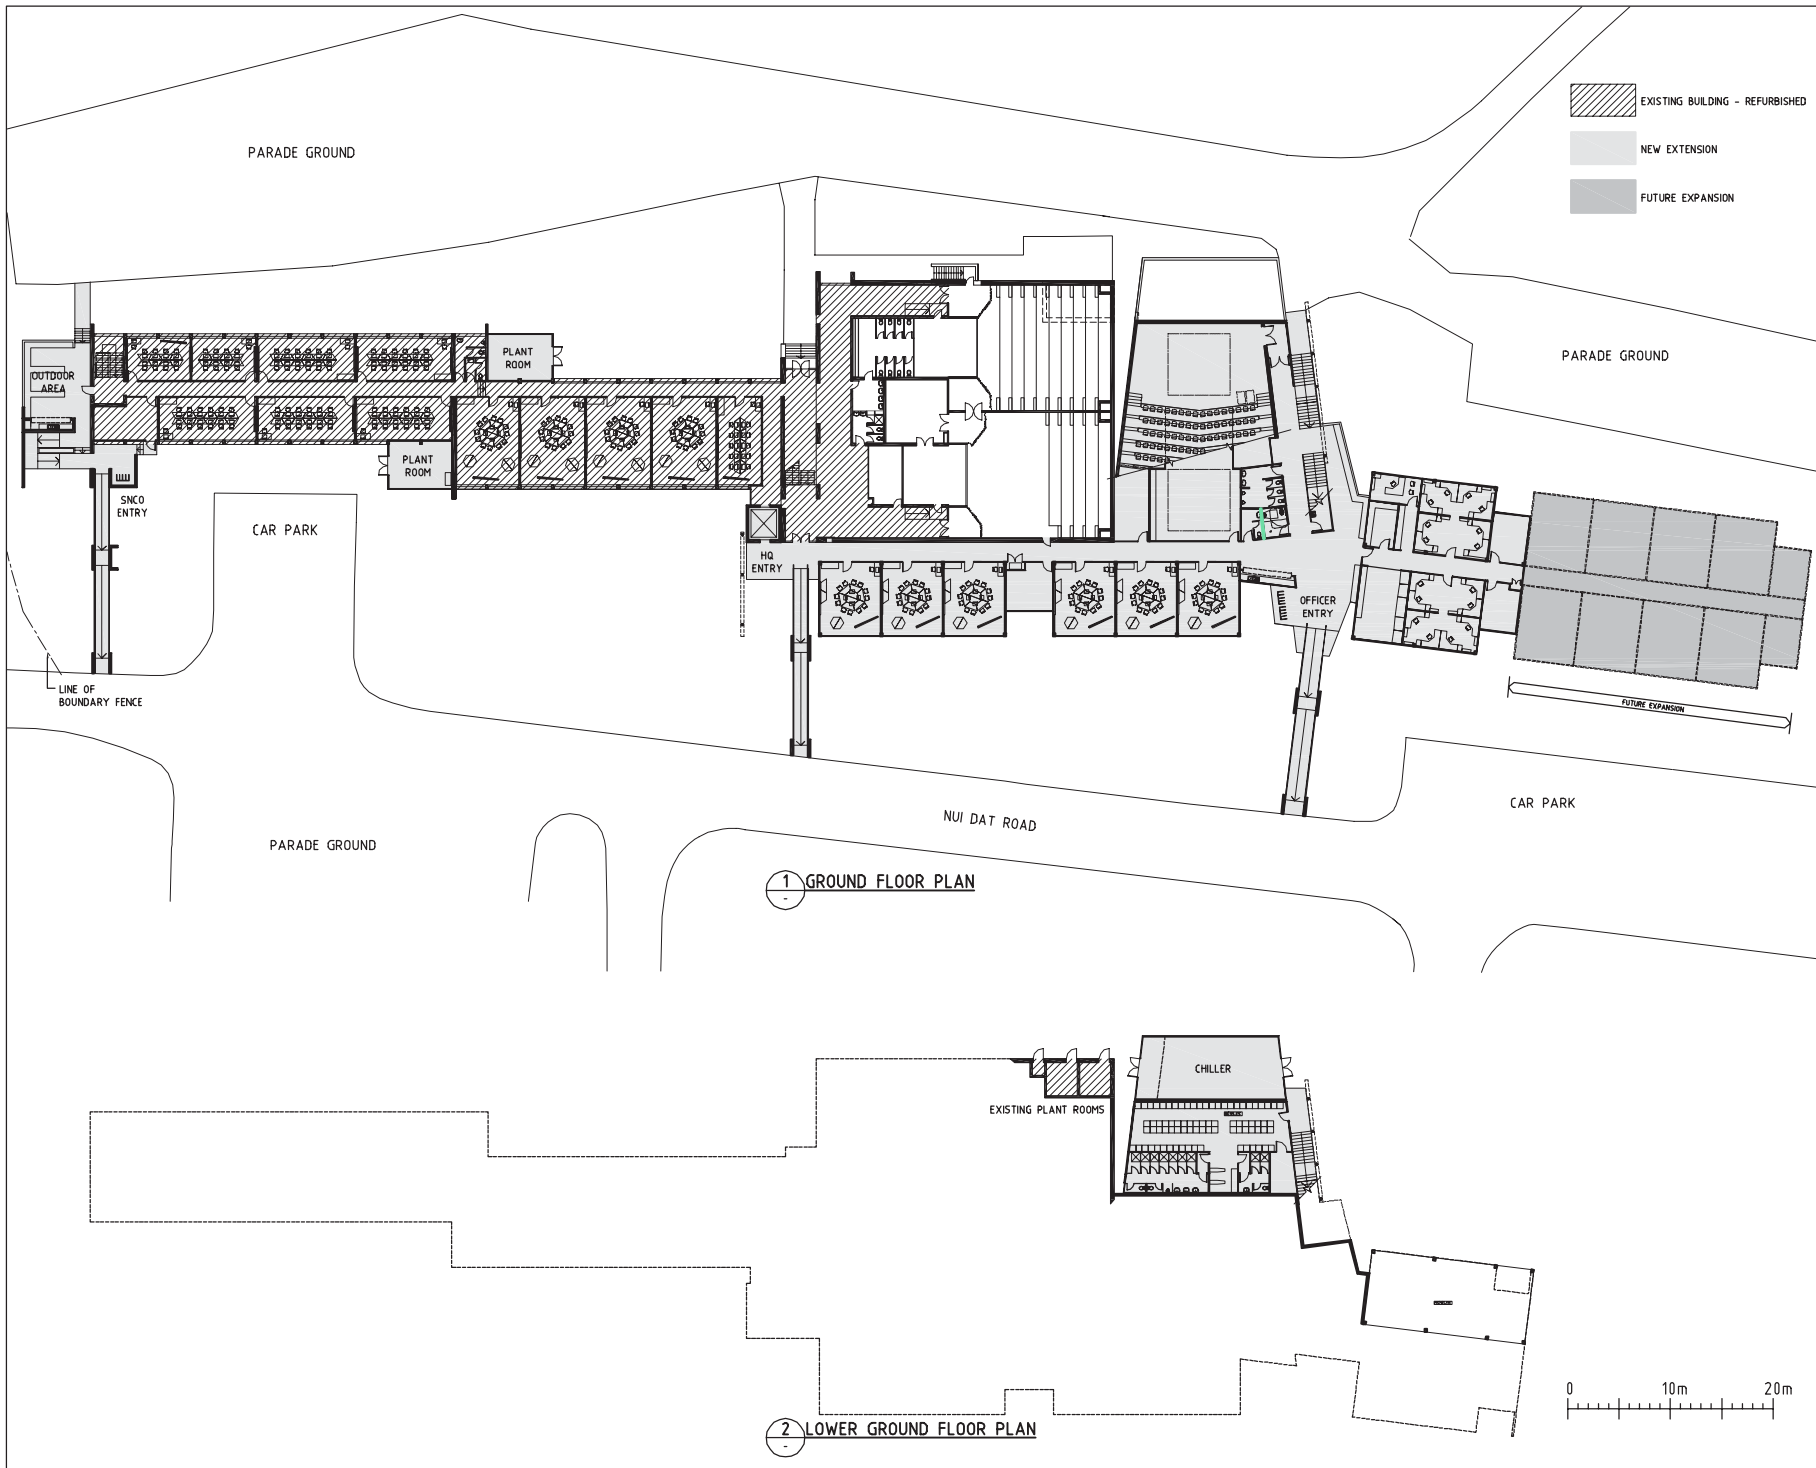 EXISTING BUILDING - REFURBISHED
NEW EXTENSION
FUTURE EXPANSION
PARADE GROUND
PARADE GROUND
OUTDOOR
AREA
PLANT
ROOM
PLANT
ROOM
SNCO
ENTRY
CAR PARK
HQ
ENTRY
OFFICER
ENTRY
LINE OF
BOUNDARY FENCE
FUTURE EXPANSION
CAR PARK
NUI DAT ROAD
PARADE GROUND
1
-
GROUND FLOOR PLAN
CHILLER
EXISTING PLANT ROOMS
0 10m 20m
2
-
LOWER GROUND FLOOR PLAN